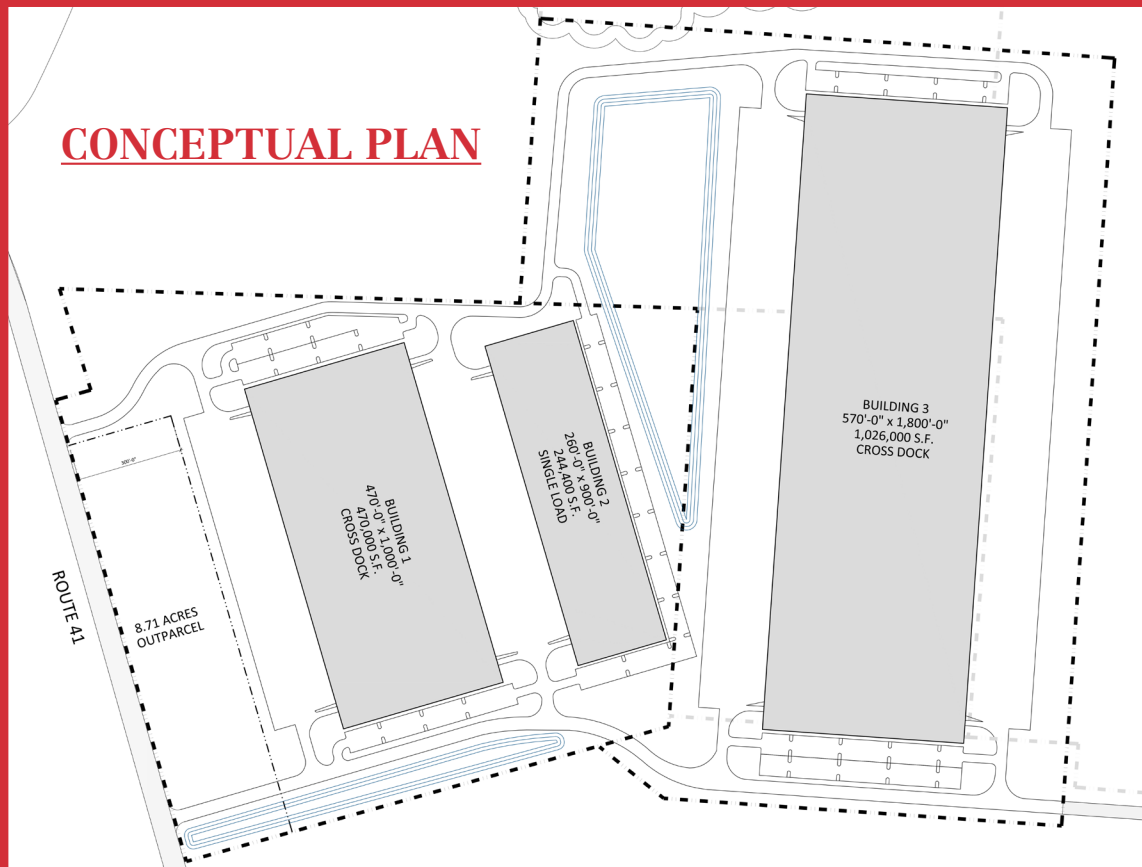 CONCEPTUAL PLAN
BUILDING 3
570'-0" x 1,800'-0"
1,026,000 S.F.
CROSS DOCK
BUILDING 2
260'-0" x 900'-0"
244,400 S.F.
SINGLE LOAD
BUILDING 1
470'-0" x 1,000'-0"
470,000 S.F.
CROSS DOCK
300'-0"
8.71 ACRES
OUTPARCEL
ROUTE 41